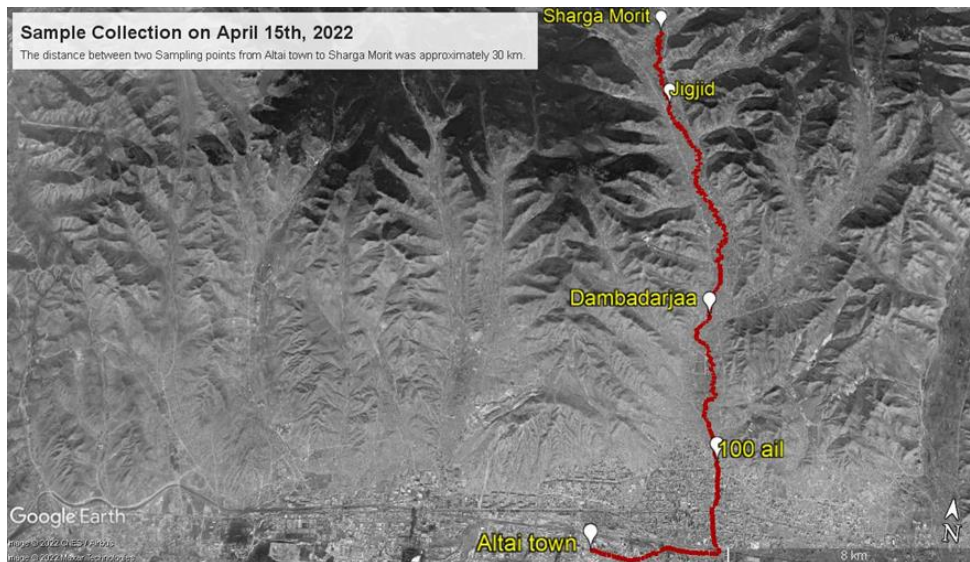 Sample Collection on April 15th, 2022
The distance between two Sampling points from Altai town to Sharga Morit was approximately 30 km.
Sharga Morit
Jigjid
Dambadarjaa
100 ail
Altai town
Google Earth
Image © 2022 CNES / Airbus
Image © 2022 Maxar Technologies
8 km
N